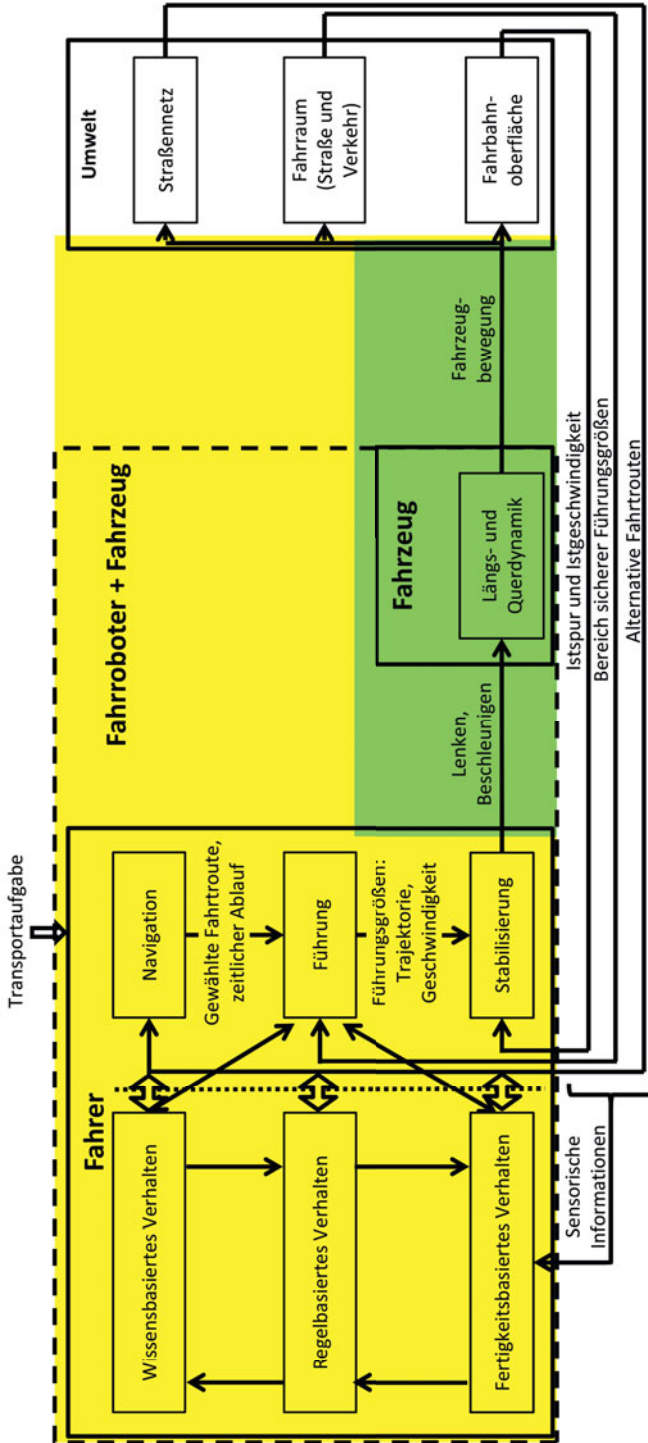 Transportaufgabe
Fahrer
Wissensbasiertes Verhalten
Regelbasiertes Verhalten
Fertigkeitsbasiertes Verhalten
Navigation
Gewählte Fahrtroute,
zeitlicher Ablauf
Führung
Führungsgrößen:
Trajektorie,
Geschwindigkeit
Stabilisierung
Fahrroboter + Fahrzeug
Lenken,
Beschleunigen
Fahrzeug
Längs- und
Querdynamik
Fahrzeug-
bewegung
Umwelt
Straßennetz
Fahrraum
(Straße und
Verkehr)
Fahrbahn-
oberfläche
Istspur und Istgeschwindigkeit
Bereich sicherer Führungsgrößen
Alternative Fahrtrouten
Sensorische
Informationen